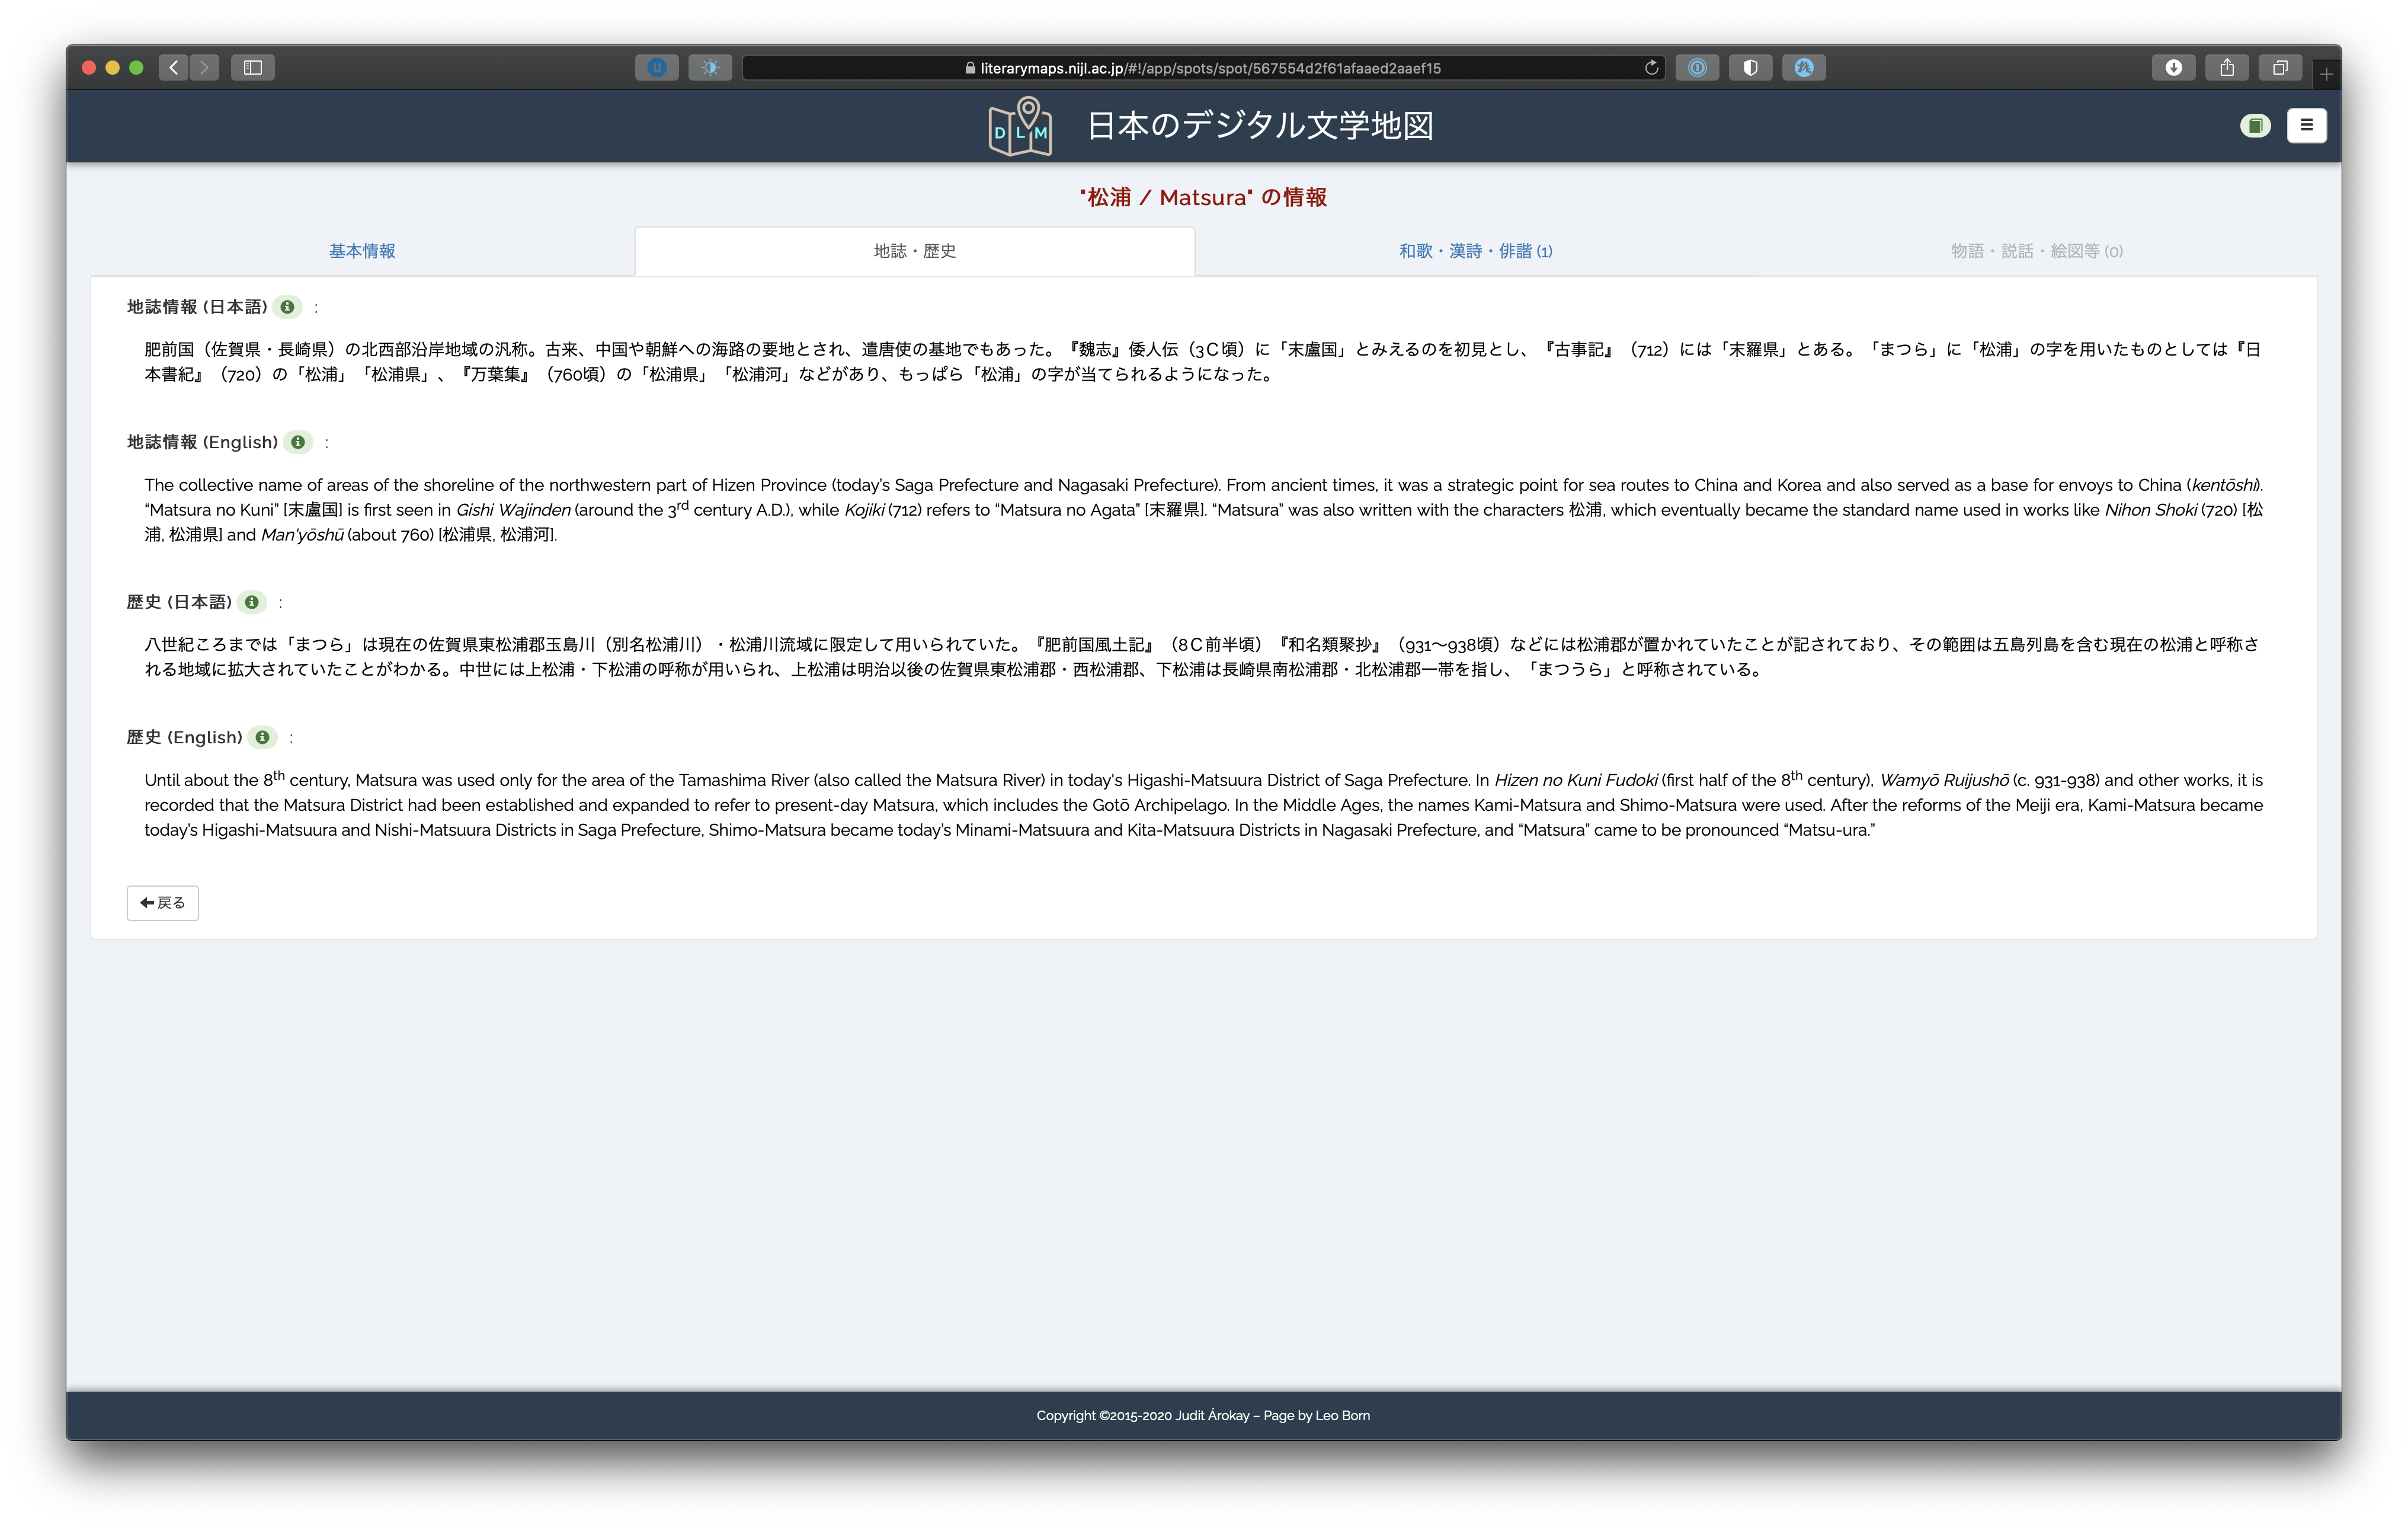 literarymaps.nijl.ac.jp/#!/app/spots/spot/567554d2f61afaaed2aaef15
DLM
日本のデジタル文学地図
"松浦 / Matsura" の情報
基本情報
地誌・歴史
和歌・漢詩・俳諧 (1)
物語・説話・絵図等 (0)
地誌情報 (日本語) :
肥前国（佐賀県・長崎県）の北西部沿岸地域の汎称。古来、中国や朝鮮への海路の要地とされ、遣唐使の基地でもあった。『魏志』倭人伝（3Ｃ頃）に「末盧国」とみえるのを初見とし、『古事記』（712）には「末羅県」とある。「まつら」に「松浦」の字を用いたものとしては『日
本書紀』（720）の「松浦」「松浦県」、『万葉集』（760頃）の「松浦県」「松浦河」などがあり、もっぱら「松浦」の字が当てられるようになった。
地誌情報 (English) :
The collective name of areas of the shoreline of the northwestern part of Hizen Province (today's Saga Prefecture and Nagasaki Prefecture). From ancient times, it was a strategic point for sea routes to China and Korea and also served as a base for envoys to China (kentōshi).
“Matsura no Kuni” [末盧国] is first seen in Gishi Wajinden (around the 3rd century A.D.), while Kojiki (712) refers to “Matsura no Agata” [末羅県]. “Matsura” was also written with the characters 松浦, which eventually became the standard name used in works like Nihon Shoki (720) [松
浦, 松浦県] and Man'yōshū (about 760) [松浦県, 松浦河].
歴史 (日本語) :
八世紀ころまでは「まつら」は現在の佐賀県東松浦郡玉島川（別名松浦川）・松浦川流域に限定して用いられていた。『肥前国風土記』（8Ｃ前半頃）『和名類聚抄』（931〜938頃）などには松浦郡が置かれていたことが記されており、その範囲は五島列島を含む現在の松浦と呼称さ
れる地域に拡大されていたことがわかる。中世には上松浦・下松浦の呼称が用いられ、上松浦は明治以後の佐賀県東松浦郡・西松浦郡、下松浦は長崎県南松浦郡・北松浦郡一帯を指し、「まつうら」と呼称されている。
歴史 (English) :
Until about the 8th century, Matsura was used only for the area of the Tamashima River (also called the Matsura River) in today's Higashi-Matsuura District of Saga Prefecture. In Hizen no Kuni Fudoki (first half of the 8th century), Wamyō Ruijushō (c. 931-938) and other works, it is
recorded that the Matsura District had been established and expanded to refer to present-day Matsura, which includes the Gotō Archipelago. In the Middle Ages, the names Kami-Matsura and Shimo-Matsura were used. After the reforms of the Meiji era, Kami-Matsura became
today's Higashi-Matsuura and Nishi-Matsuura Districts in Saga Prefecture, Shimo-Matsura became today's Minami-Matsuura and Kita-Matsuura Districts in Nagasaki Prefecture, and “Matsura” came to be pronounced “Matsu-ura.”
戻る
Copyright ©2015-2020 Judit Árokay – Page by Leo Born